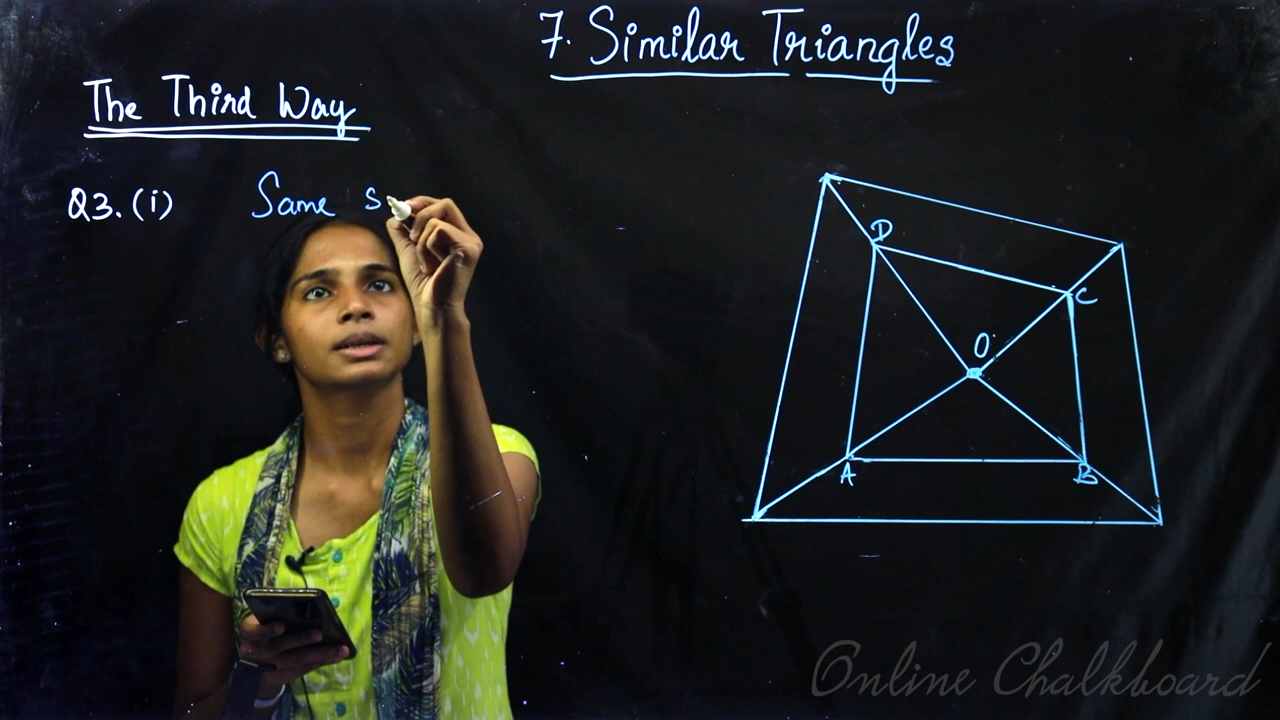 7. Similar Triangles
The Third Way
Q3. (i) Same s
D
C
O
A
B
Online Chalkboard